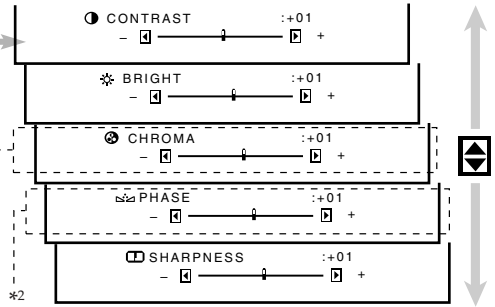 CONTRAST :+01
– +
BRIGHT :+01
– +
CHROMA :+01
– +
PHASE :+01
– +
SHARPNESS :+01
– +
*2